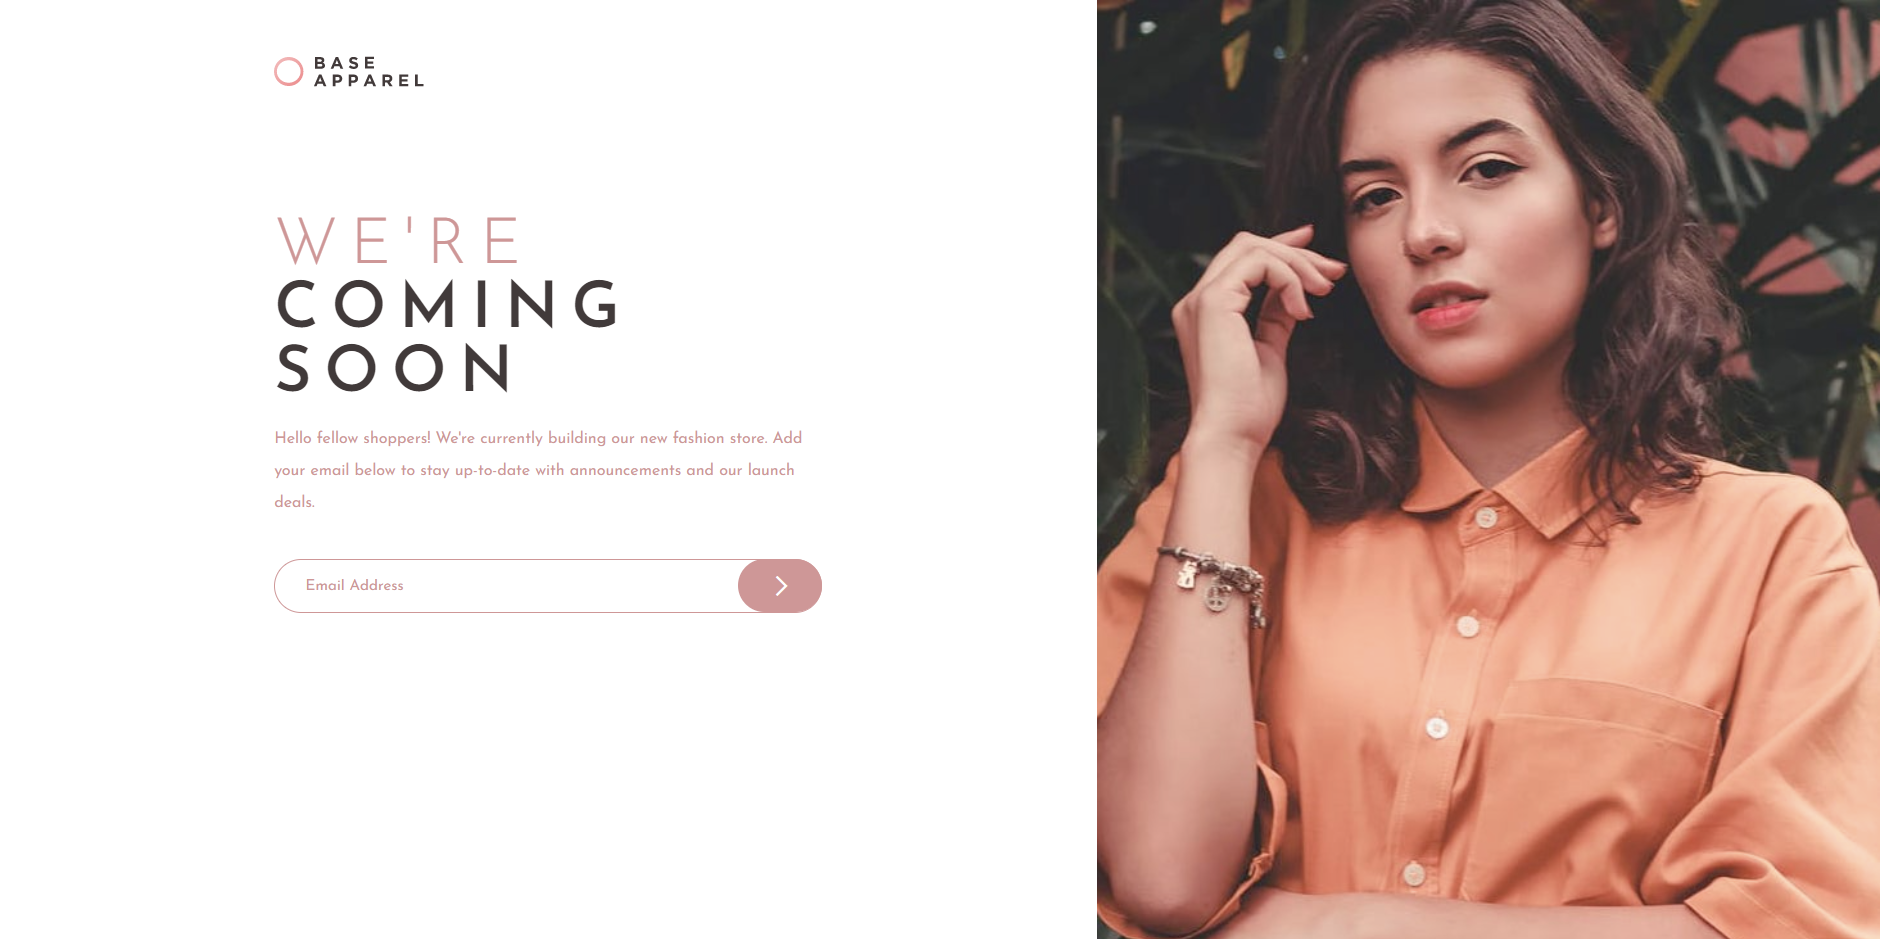 BASE
APPAREL
WE'RE
COMING
SOON
Hello fellow shoppers! We're currently building our new fashion store. Add
your email below to stay up-to-date with announcements and our launch
deals.
Email Address